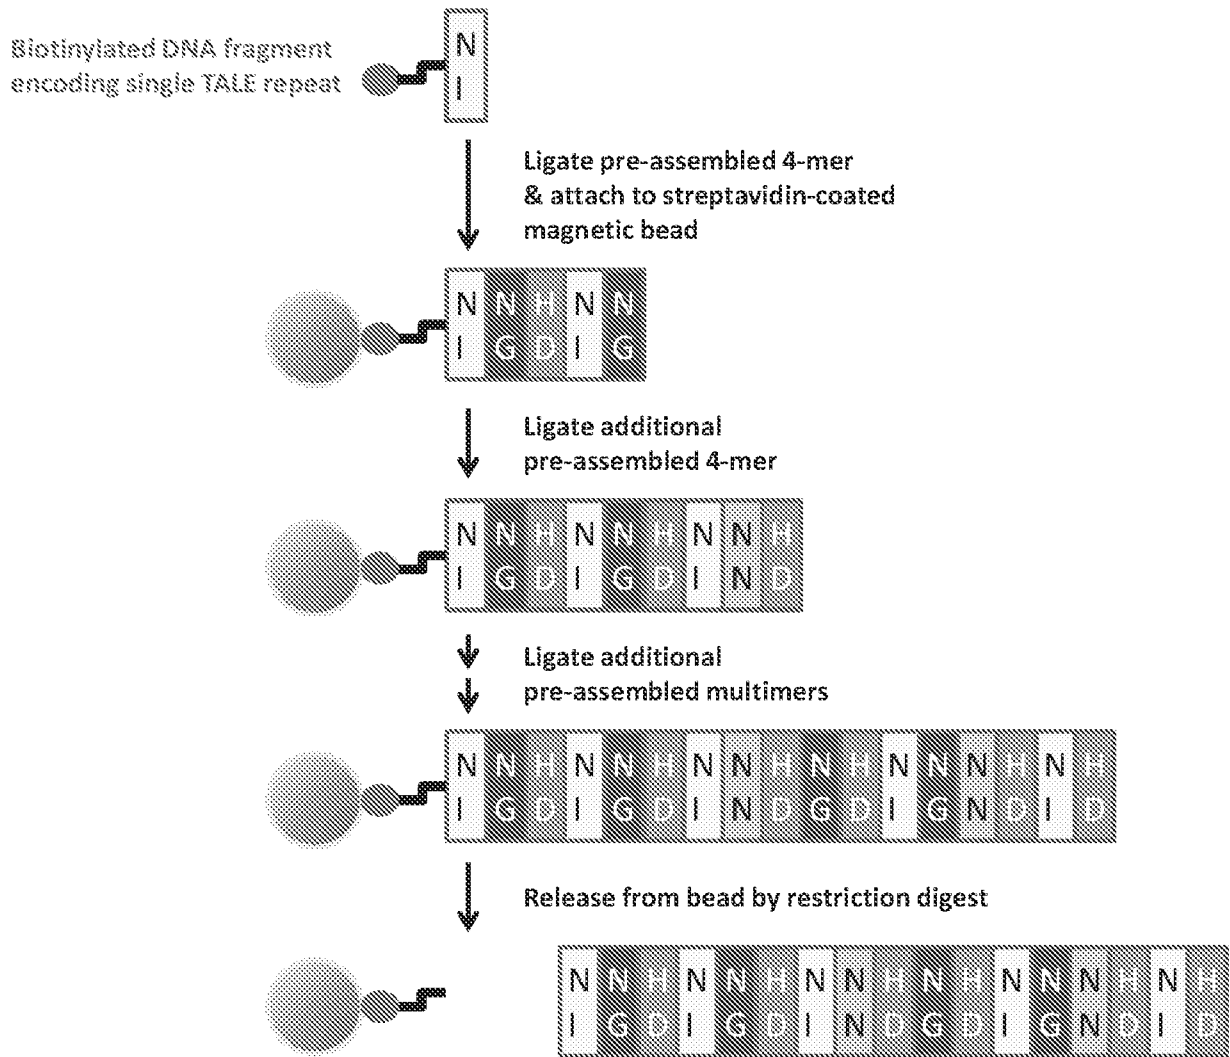 Biotinylated DNA fragment
encoding single TALE repeat
N
I
Ligate pre-assembled 4-mer
& attach to streptavidin-coated
magnetic bead
N N H N N
I G D I G
Ligate additional
pre-assembled 4-mer
N N H N N H N N H
I G D I G D I N D
Ligate additional
pre-assembled multimers
N N H N N H N N H N H N N N H N H
I G D I G D I N D G D I G N D I D
Release from bead by restriction digest
N N H N N H N N H N H N N N H N H
I G D I G D I N D G D I G N D I D